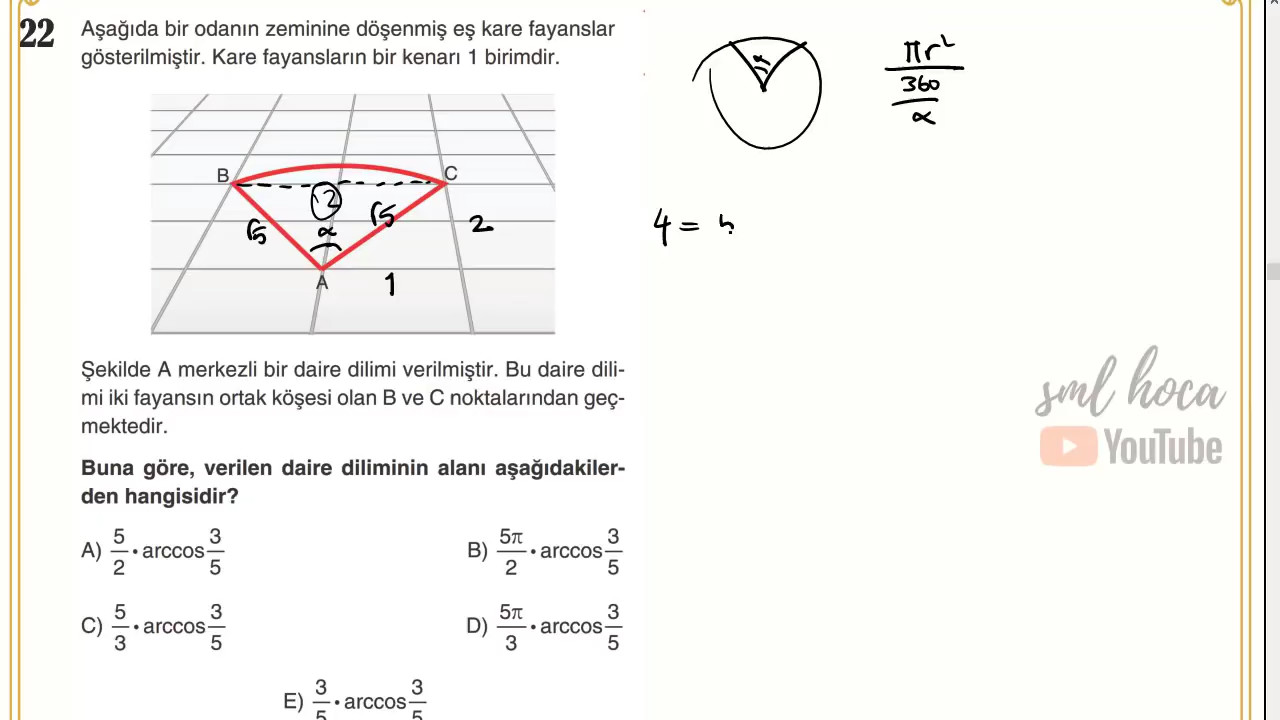 22 Aşağıda bir odanın zeminine döşenmiş eş kare fayanslar
gösterilmiştir. Kare fayansların bir kenarı 1 birimdir.
B
C
2
α
√5
√5
2
A
1
Şekilde A merkezli bir daire dilimi verilmiştir. Bu daire dili-
mi iki fayansın ortak köşesi olan B ve C noktalarından geç-
mektedir.
Buna göre, verilen daire diliminin alanı aşağıdakiler-
den hangisidir?
A) 5/2 • arccos 3/5
B) 5π/2 • arccos 3/5
C) 5/3 • arccos 3/5
D) 5π/3 • arccos 3/5
E) 3/5 • arccos 3/5
α
πr²
360
α
4 =
sml hoca
YouTube